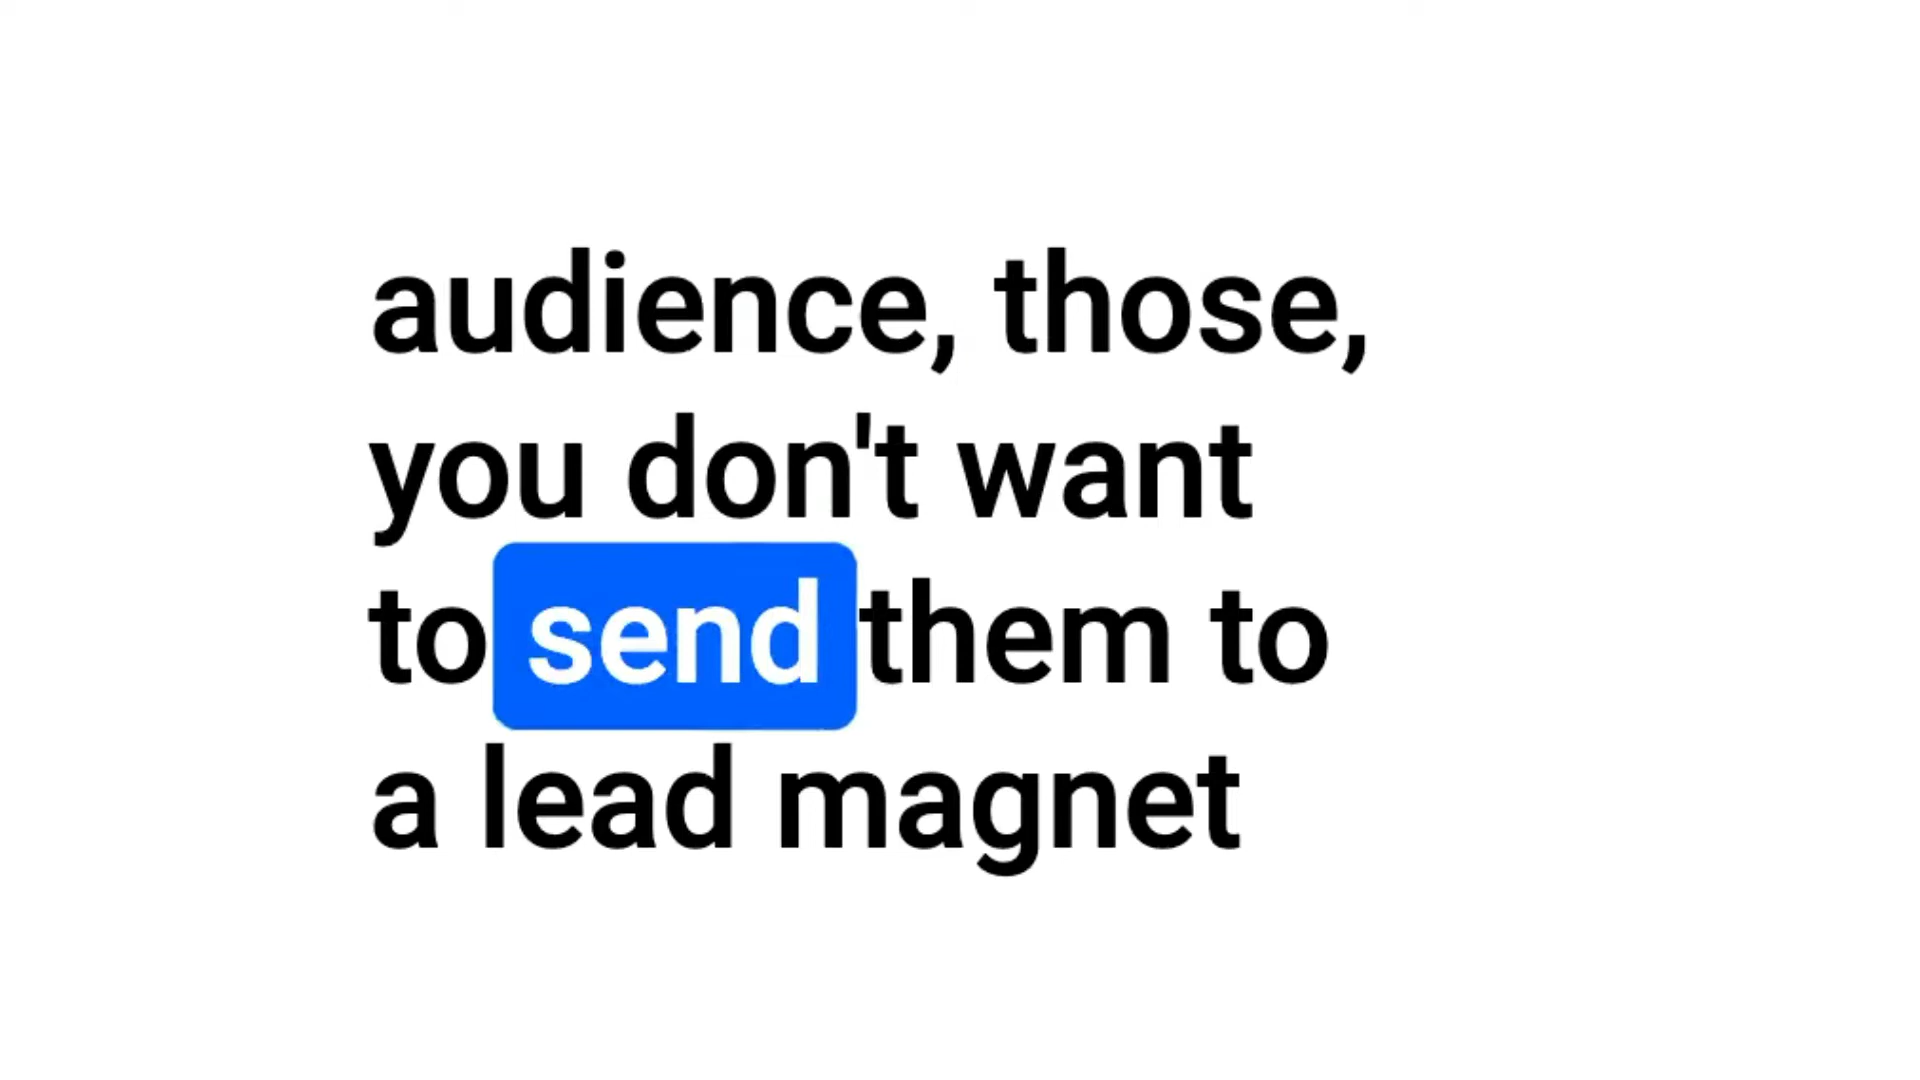 audience, those,
you don't want
to send them to
a lead magnet